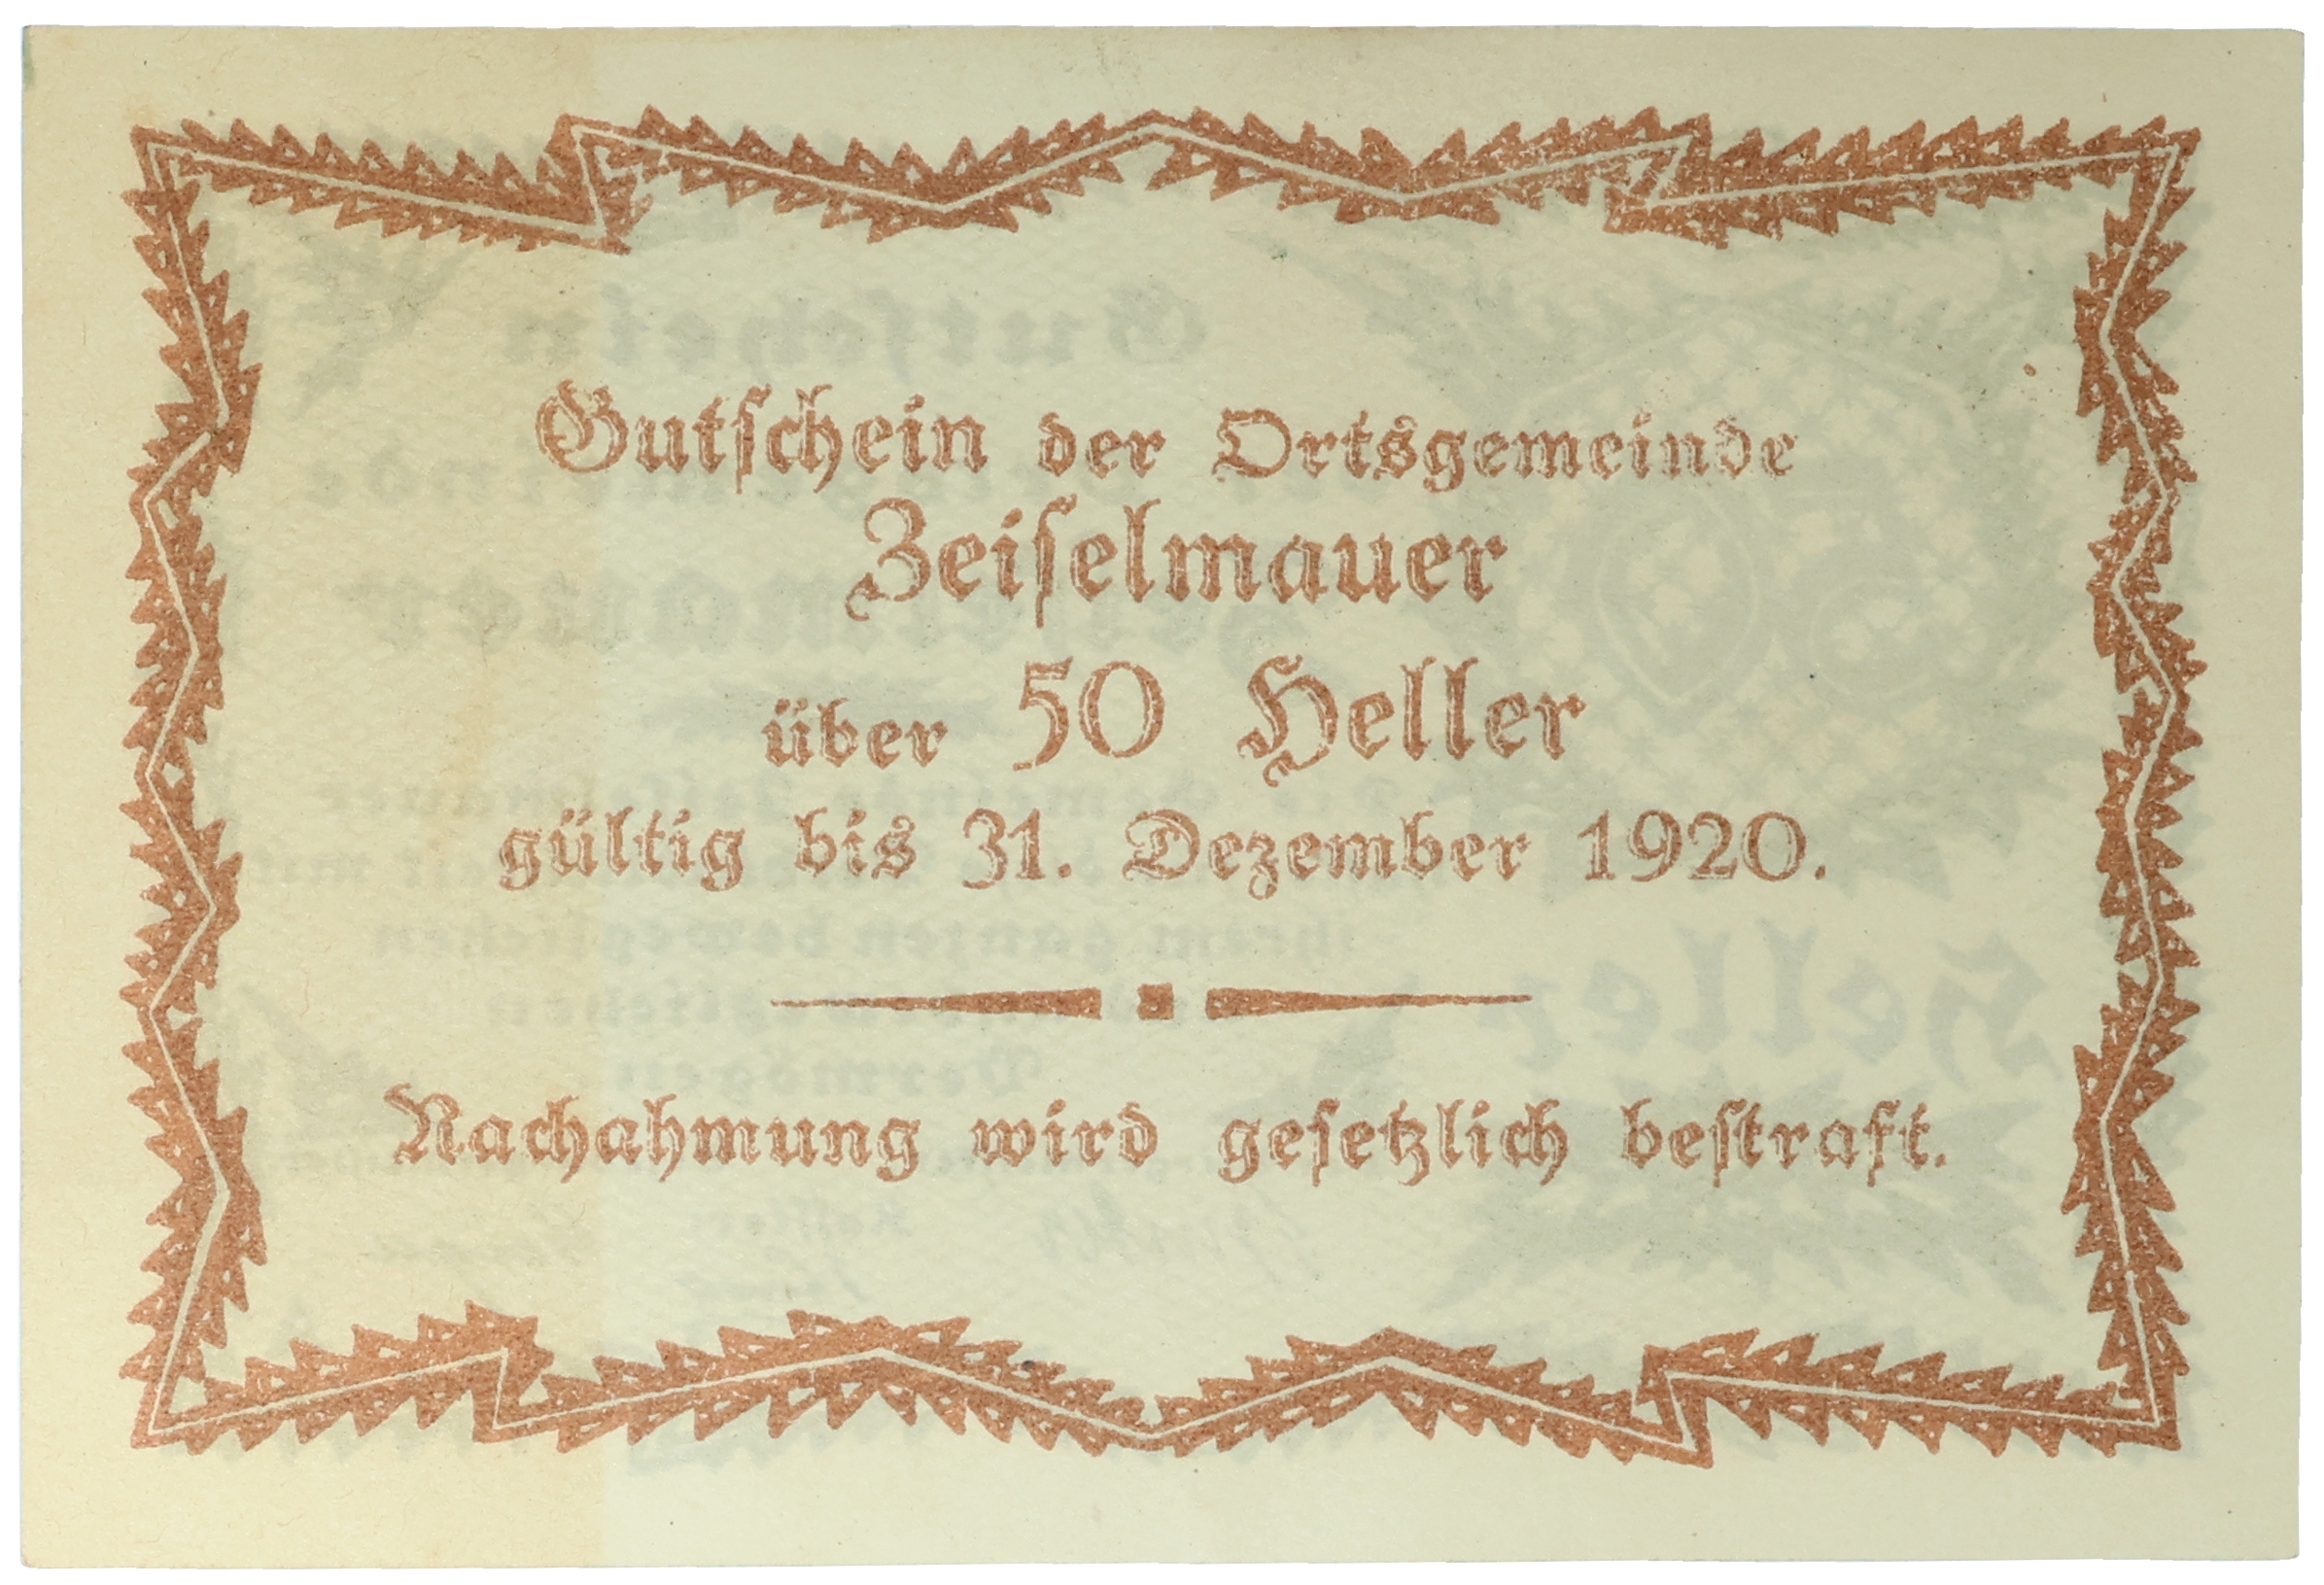 Gutschein der Ortsgemeinde
Zeiselmauer
über 50 Heller
gültig bis 31. Dezember 1920.
Nachahmung wird gesetzlich bestraft.